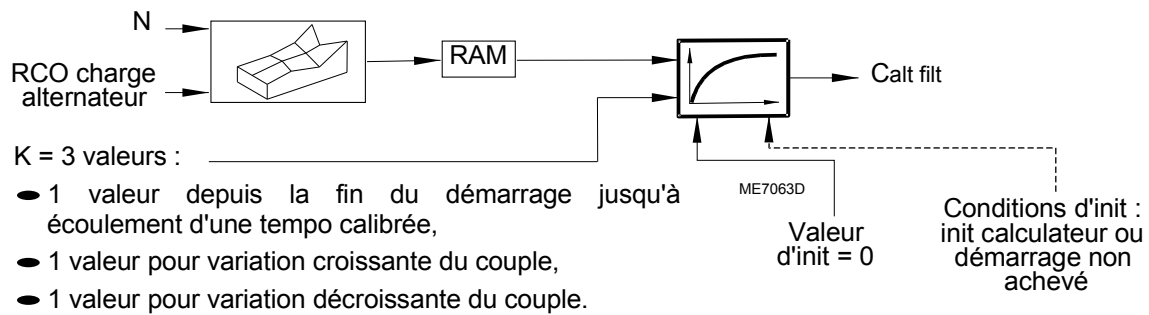 N
RCO charge
alternateur
RAM
Calt filt
K = 3 valeurs :
1 valeur depuis la fin du démarrage jusqu'à
écoulement d'une tempo calibrée,
1 valeur pour variation croissante du couple,
1 valeur pour variation décroissante du couple.
ME7063D
Valeur
d'init = 0
Conditions d'init :
init calculateur ou
démarrage non
achevé